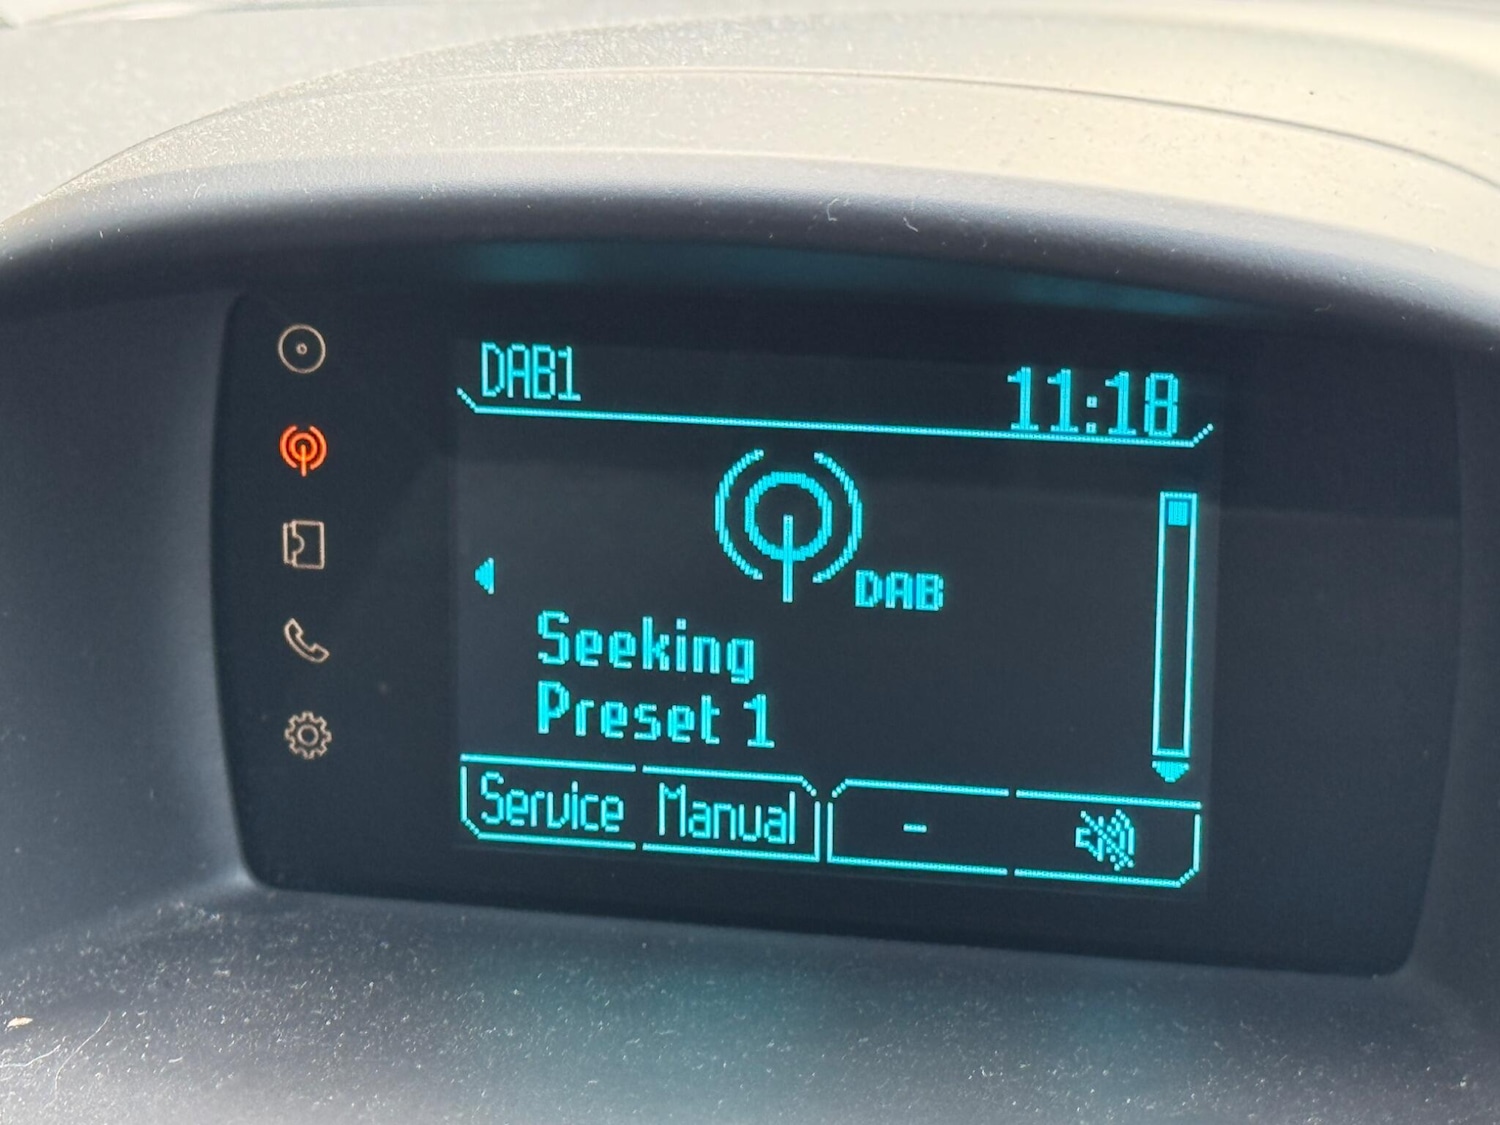 DAB1 11:18
DAB
Seeking
Preset 1
Service Manual -